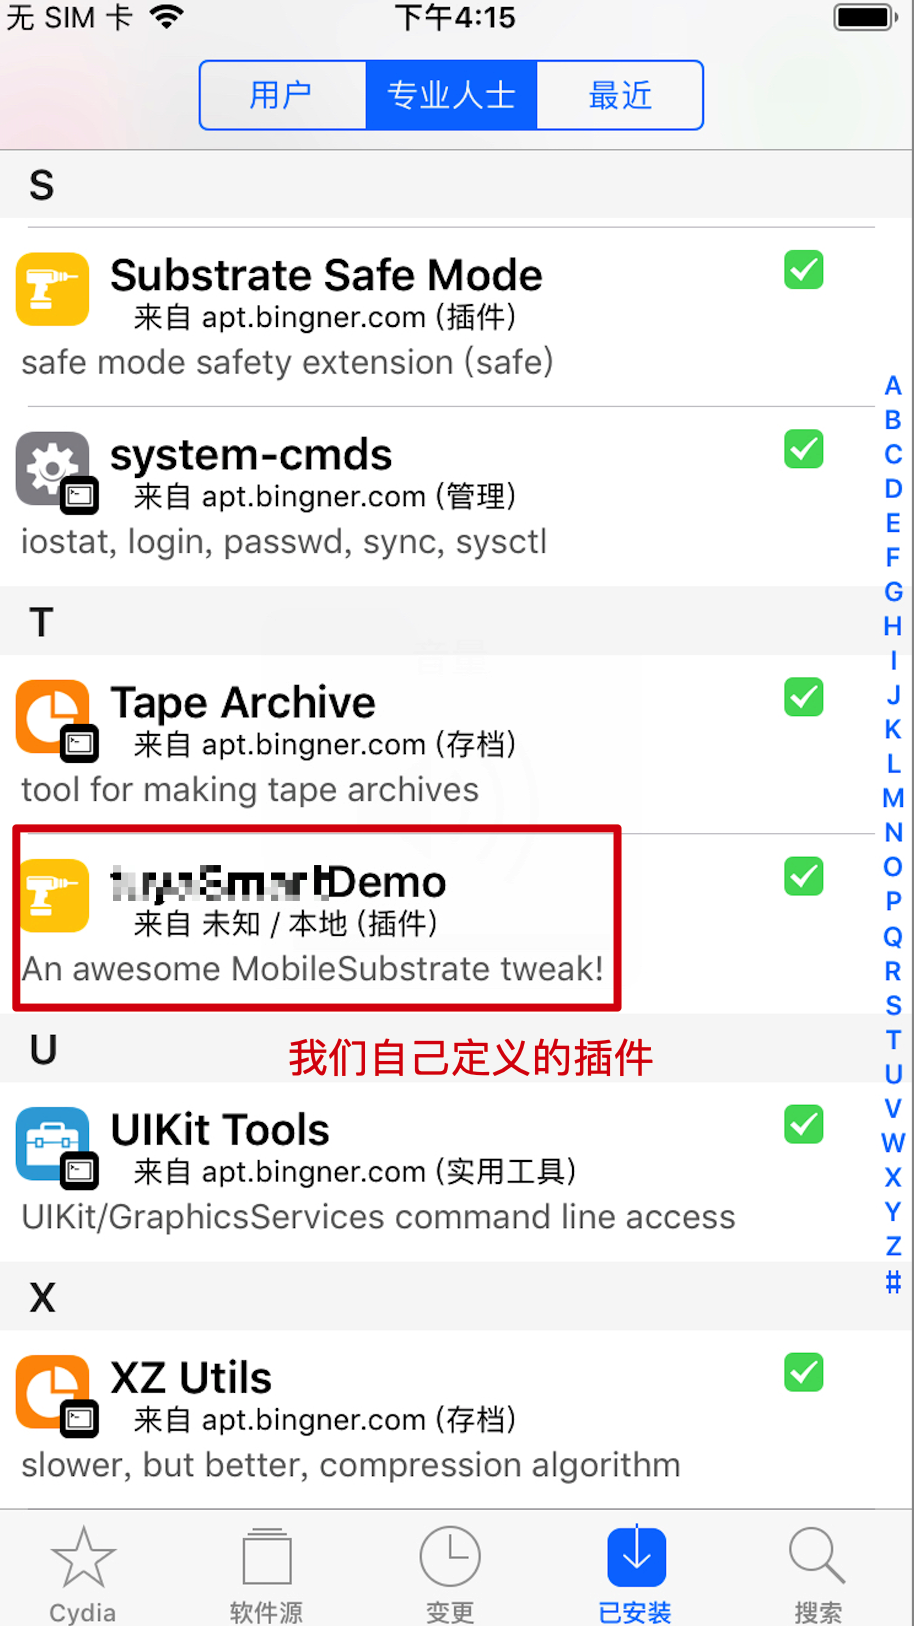 无 SIM 卡
下午4:15
用户
专业人士
最近
S
Substrate Safe Mode
来自 apt.bingner.com (插件)
safe mode safety extension (safe)
system-cmds
来自 apt.bingner.com (管理)
iostat, login, passwd, sync, sysctl
T
音量
Tape Archive
来自 apt.bingner.com (存档)
tool for making tape archives
Demo
来自 未知 / 本地 (插件)
An awesome MobileSubstrate tweak!
U
我们自己定义的插件
UIKit Tools
来自 apt.bingner.com (实用工具)
UIKit/GraphicsServices command line access
X
XZ Utils
来自 apt.bingner.com (存档)
slower, but better, compression algorithm
A
B
C
D
E
F
G
H
I
J
K
L
M
N
O
P
Q
R
S
T
U
V
W
X
Y
Z
#
Cydia
软件源
变更
已安装
搜索